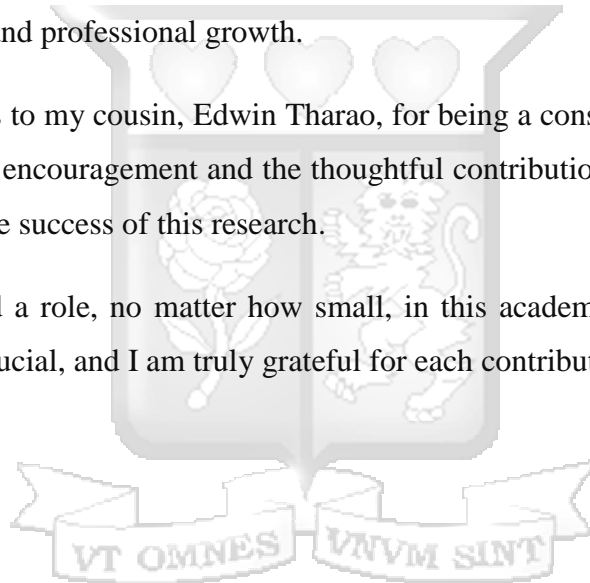 and professional growth.
to my cousin, Edwin Tharao, for being a cons
encouragement and the thoughtful contributio
success of this research.
a role, no matter how small, in this academ
and I am truly grateful for each contribut
VT OMNES VNVM SINT